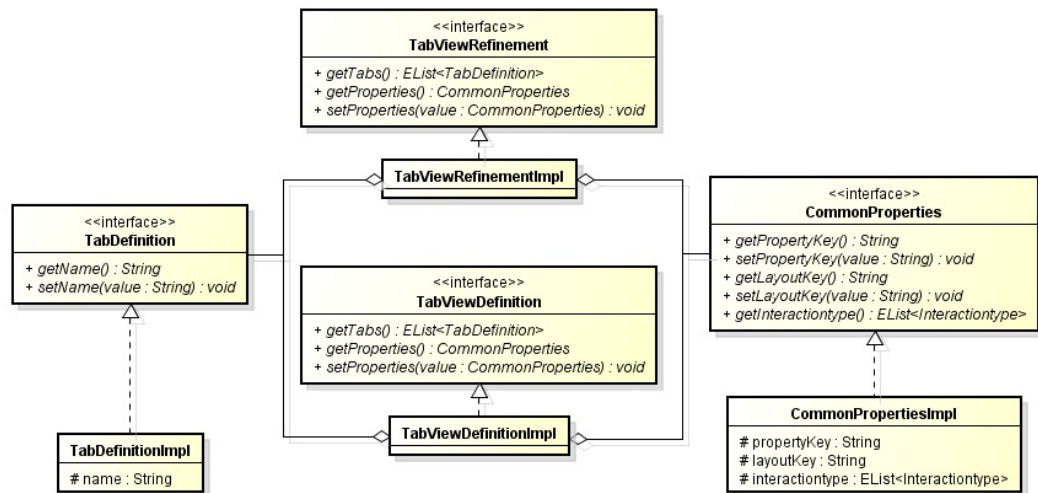 <<interface>>
TabViewRefinement
+ getTabs() : EList<TabDefinition>
+ getProperties() : CommonProperties
+ setProperties(value : CommonProperties) : void
TabViewRefinementImpl
<<interface>>
TabDefinition
+ getName() : String
+ setName(value : String) : void
<<interface>>
TabViewDefinition
+ getTabs() : EList<TabDefinition>
+ getProperties() : CommonProperties
+ setProperties(value : CommonProperties) : void
<<interface>>
CommonProperties
+ getPropertyKey() : String
+ setPropertyKey(value : String) : void
+ getLayoutKey() : String
+ setLayoutKey(value : String) : void
+ getInteractiontype() : EList<Interactiontype>
TabDefinitionImpl
# name : String
TabViewDefinitionImpl
CommonPropertiesImpl
# propertyKey : String
# layoutKey : String
# interactiontype : EList<Interactiontype>